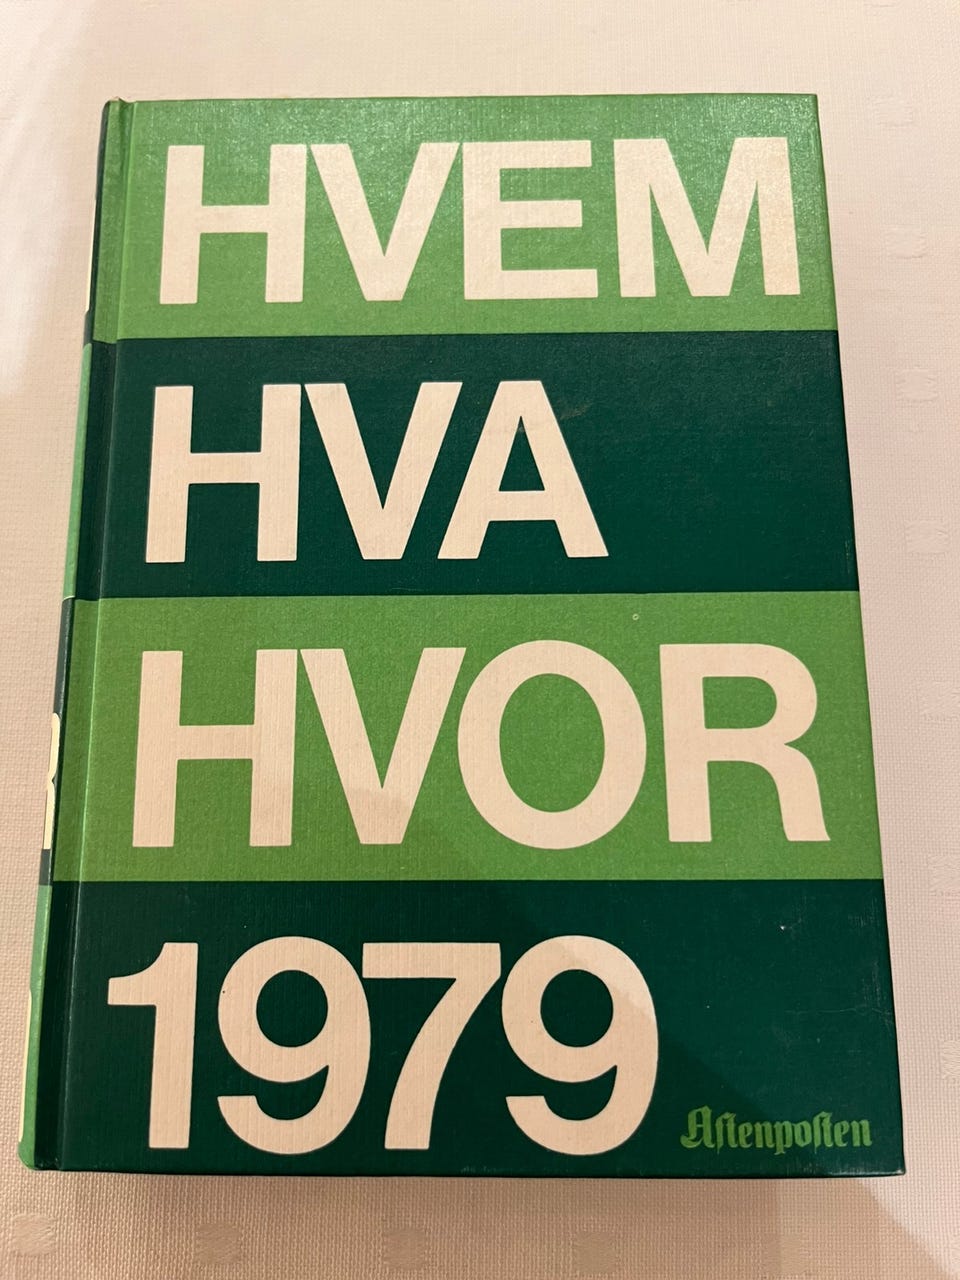 HVEM
HVA
HVOR
1979
Aftenposten